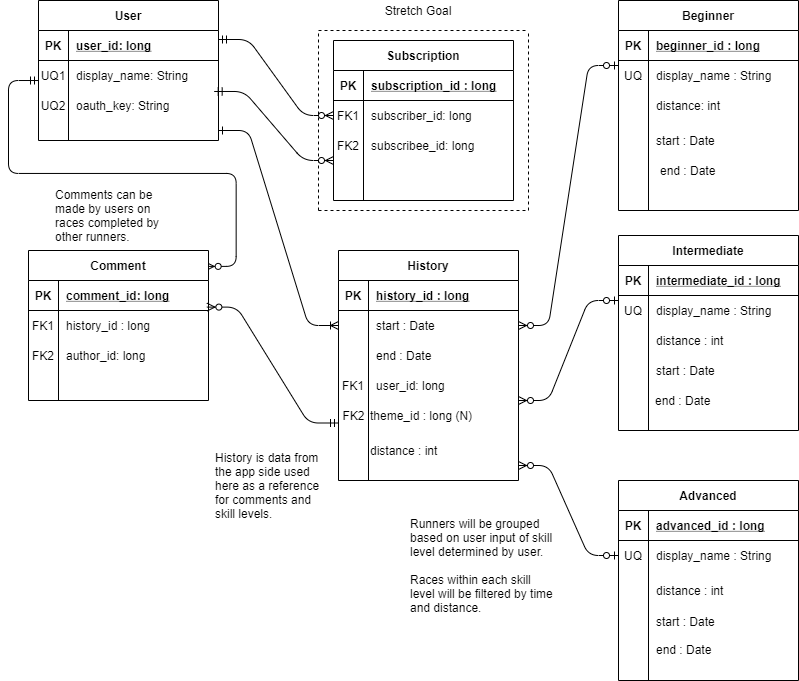 Stretch Goal
User
PK user_id: long
UQ1 display_name: String
UQ2 oauth_key: String
Subscription
PK subscription_id : long
FK1 subscriber_id: long
FK2 subscribee_id: long
Beginner
PK beginner_id : long
UQ display_name : String
distance: int
start : Date
end : Date
Comments can be
made by users on
races completed by
other runners.
Comment
PK comment_id: long
FK1 history_id : long
FK2 author_id: long
History
PK history_id : long
start : Date
end : Date
FK1 user_id: long
FK2 theme_id : long (N)
distance : int
Intermediate
PK intermediate_id : long
UQ display_name : String
distance : int
start : Date
end : Date
History is data from
the app side used
here as a reference
for comments and
skill levels.
Runners will be grouped
based on user input of skill
level determined by user.
Races within each skill
level will be filtered by time
and distance.
Advanced
PK advanced_id : long
UQ display_name : String
distance : int
start : Date
end : Date